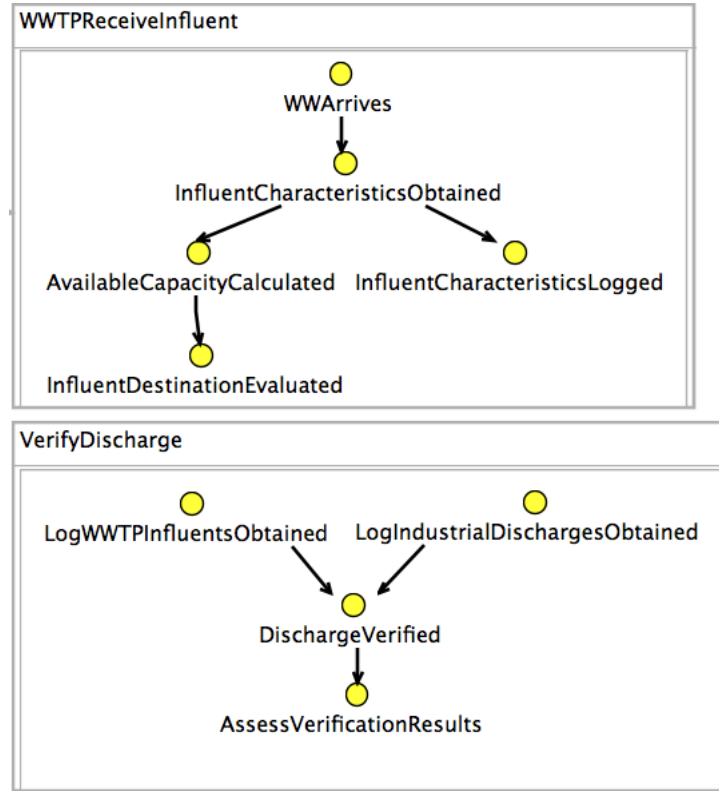 WWTPReceiveInfluent
WWArrives
InfluentCharacteristicsObtained
AvailableCapacityCalculated
InfluentCharacteristicsLogged
InfluentDestinationEvaluated
VerifyDischarge
LogWWTPInfluentsObtained
LogIndustrialDischargesObtained
DischargeVerified
AssessVerificationResults